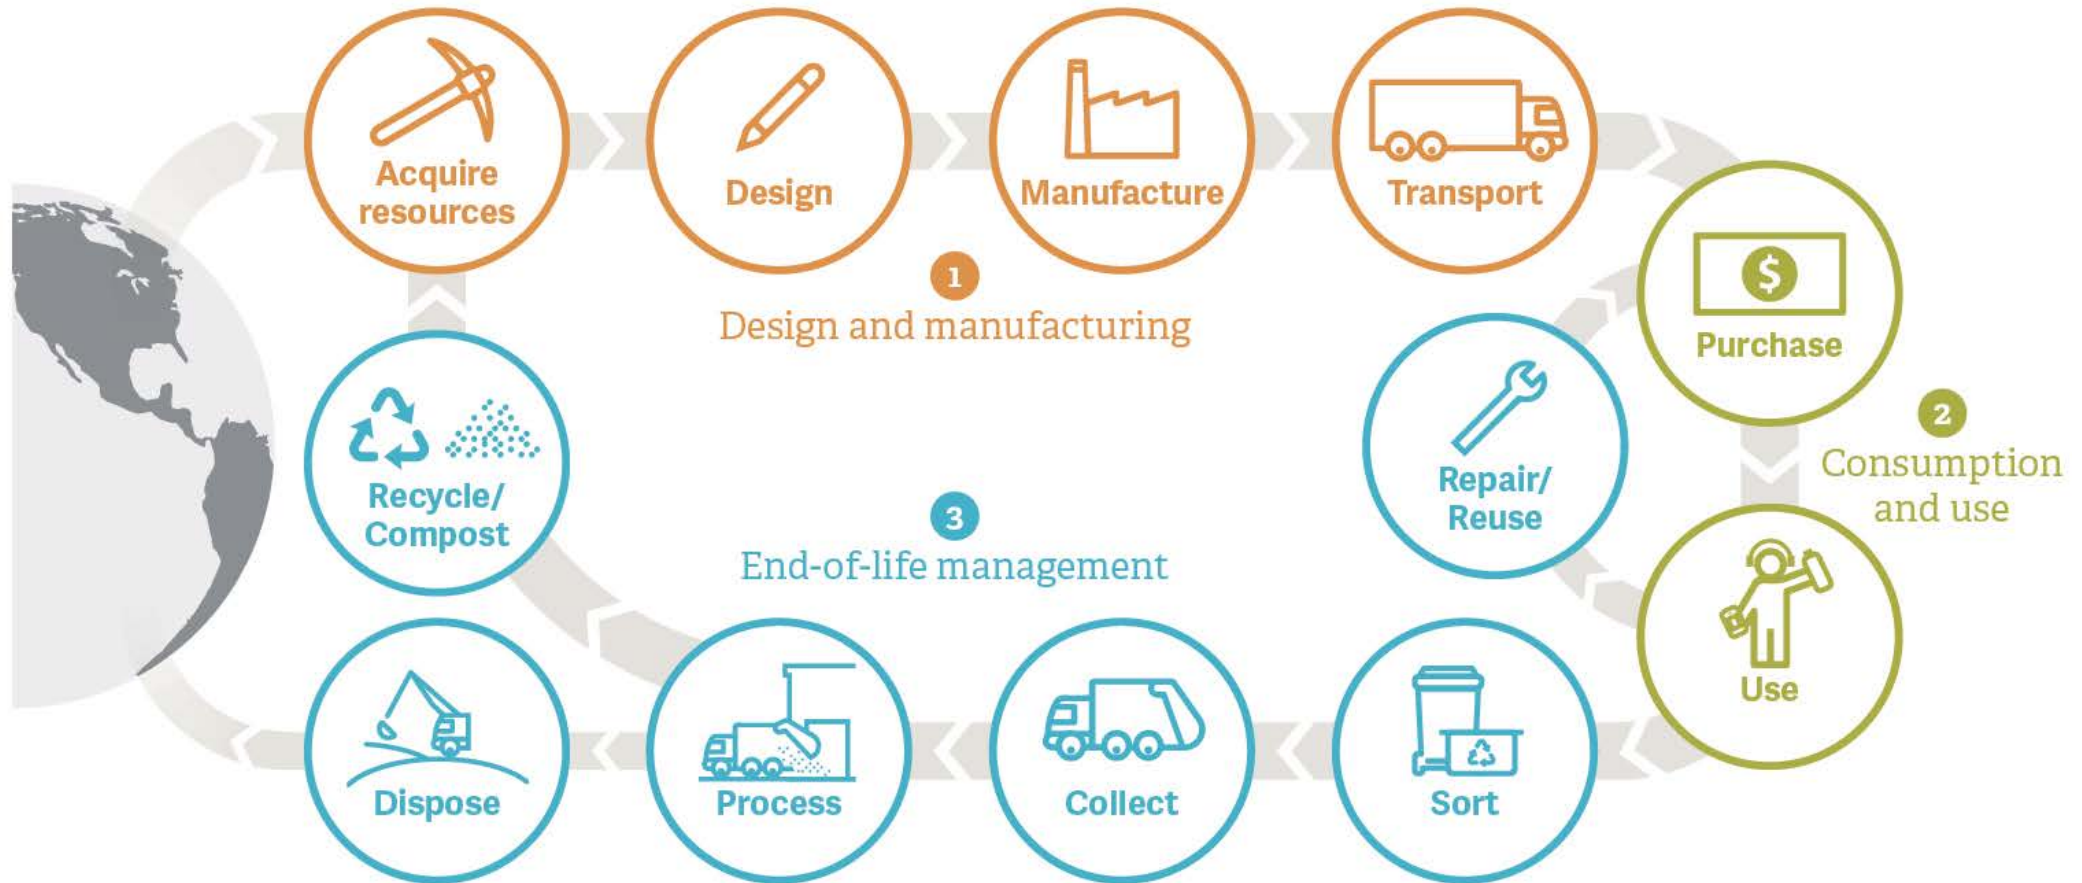 Acquire
resources
Design
Manufacture
Transport
1
Design and manufacturing
$
Purchase
2
Consumption
and use
Use
Repair/
Reuse
3
End-of-life management
Sort
Collect
Process
Dispose
Recycle/
Compost